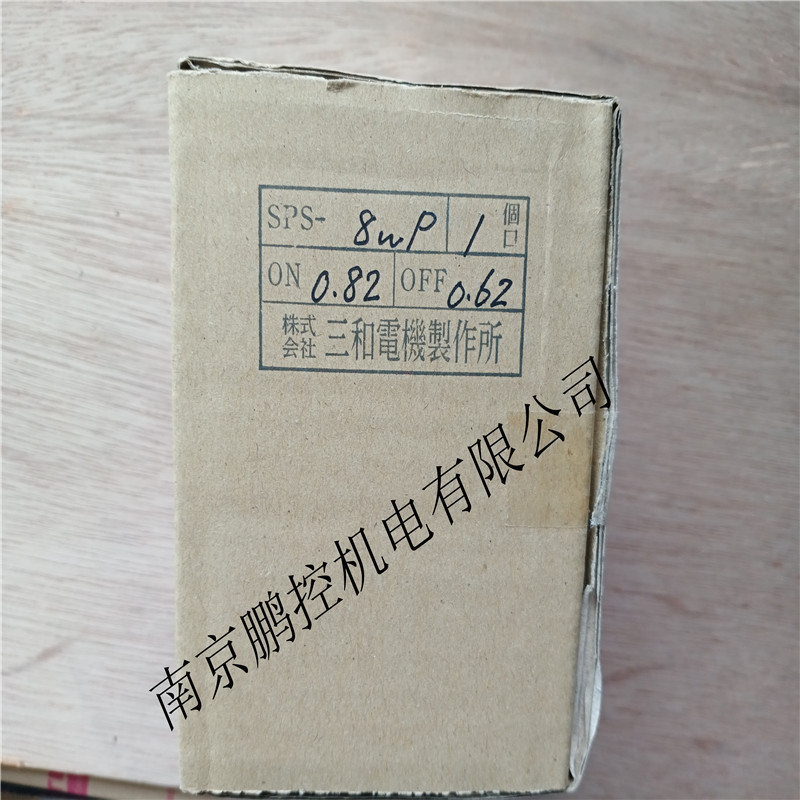 SPS- 8WP 1 個口
ON 0.82 OFF 0.62
株式会社 三和電機製作所
南京鹏控机电有限公司